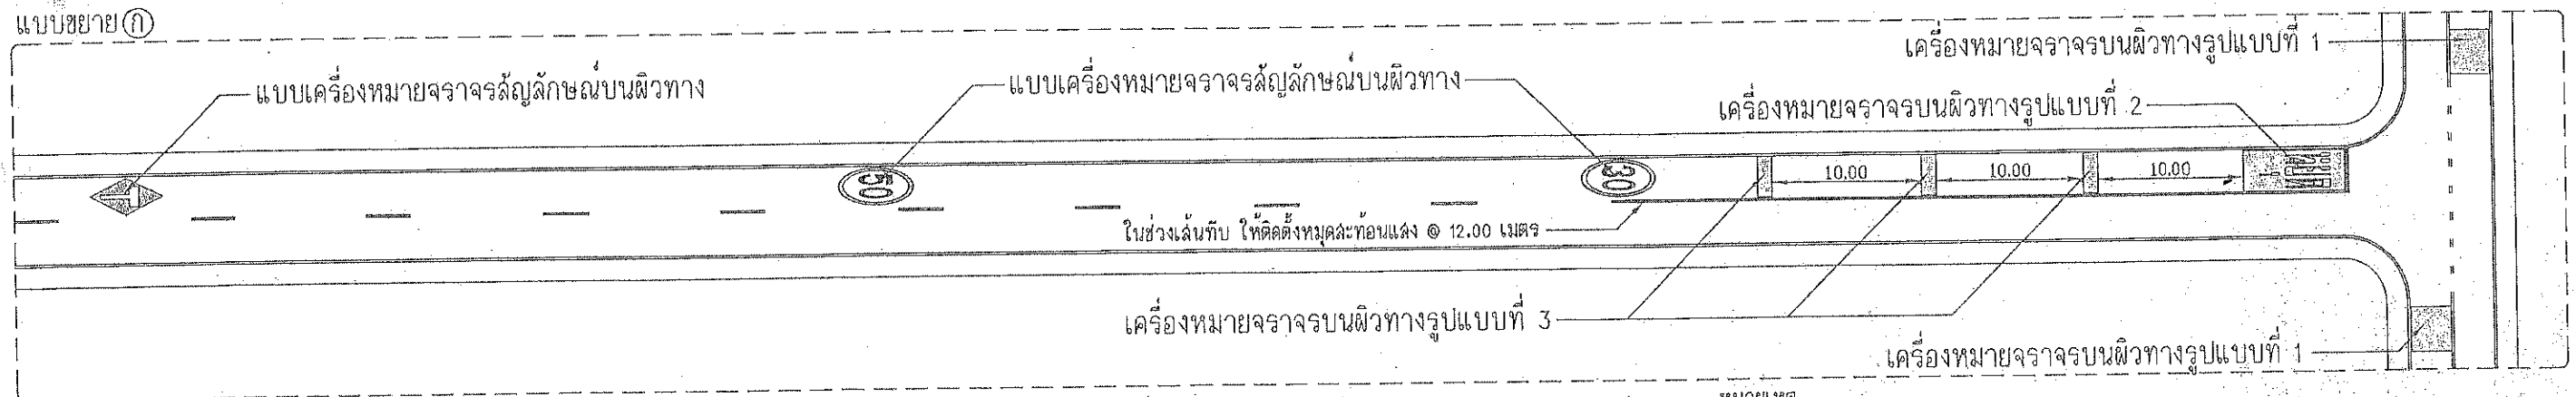 แบบขยาย ก
เครื่องหมายจราจรบนผิวทางรูปแบบที่ 1
แบบเครื่องหมายจราจรสัญลักษณ์บนผิวทาง
แบบเครื่องหมายจราจรสัญลักษณ์บนผิวทาง
เครื่องหมายจราจรบนผิวทางรูปแบบที่ 2
50
30
10.00
10.00
10.00
ในช่วงเส้นทึบ ให้ติดตั้งหมุดสะท้อนแสง @ 12.00 เมตร
เครื่องหมายจราจรบนผิวทางรูปแบบที่ 3
เครื่องหมายจราจรบนผิวทางรูปแบบที่ 1